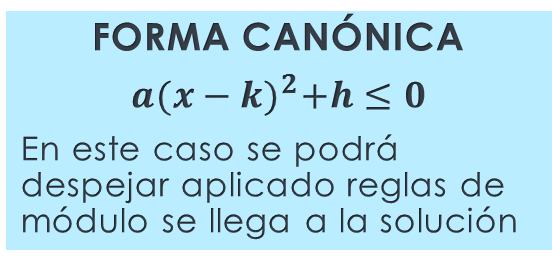 FORMA CANÓNICA
a(x − k)²+h ≤ 0
En este caso se podrá
despejar aplicado reglas de
módulo se llega a la solución